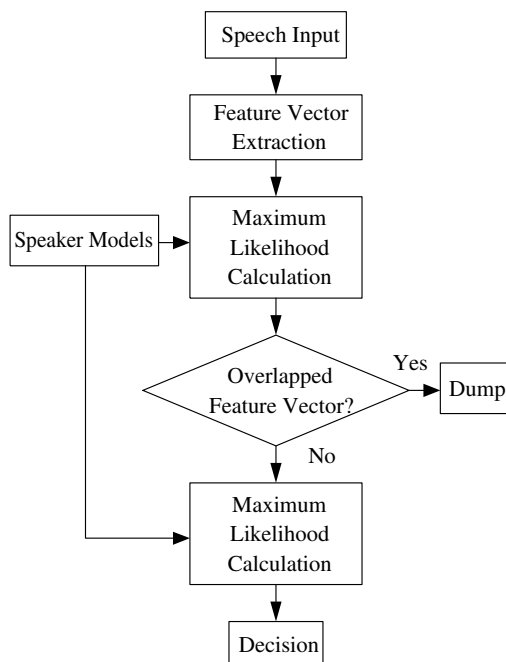 Speech Input
Feature Vector
Extraction
Maximum
Likelihood
Calculation
Speaker Models
Overlapped
Feature Vector?
Yes
Dump
No
Maximum
Likelihood
Calculation
Decision